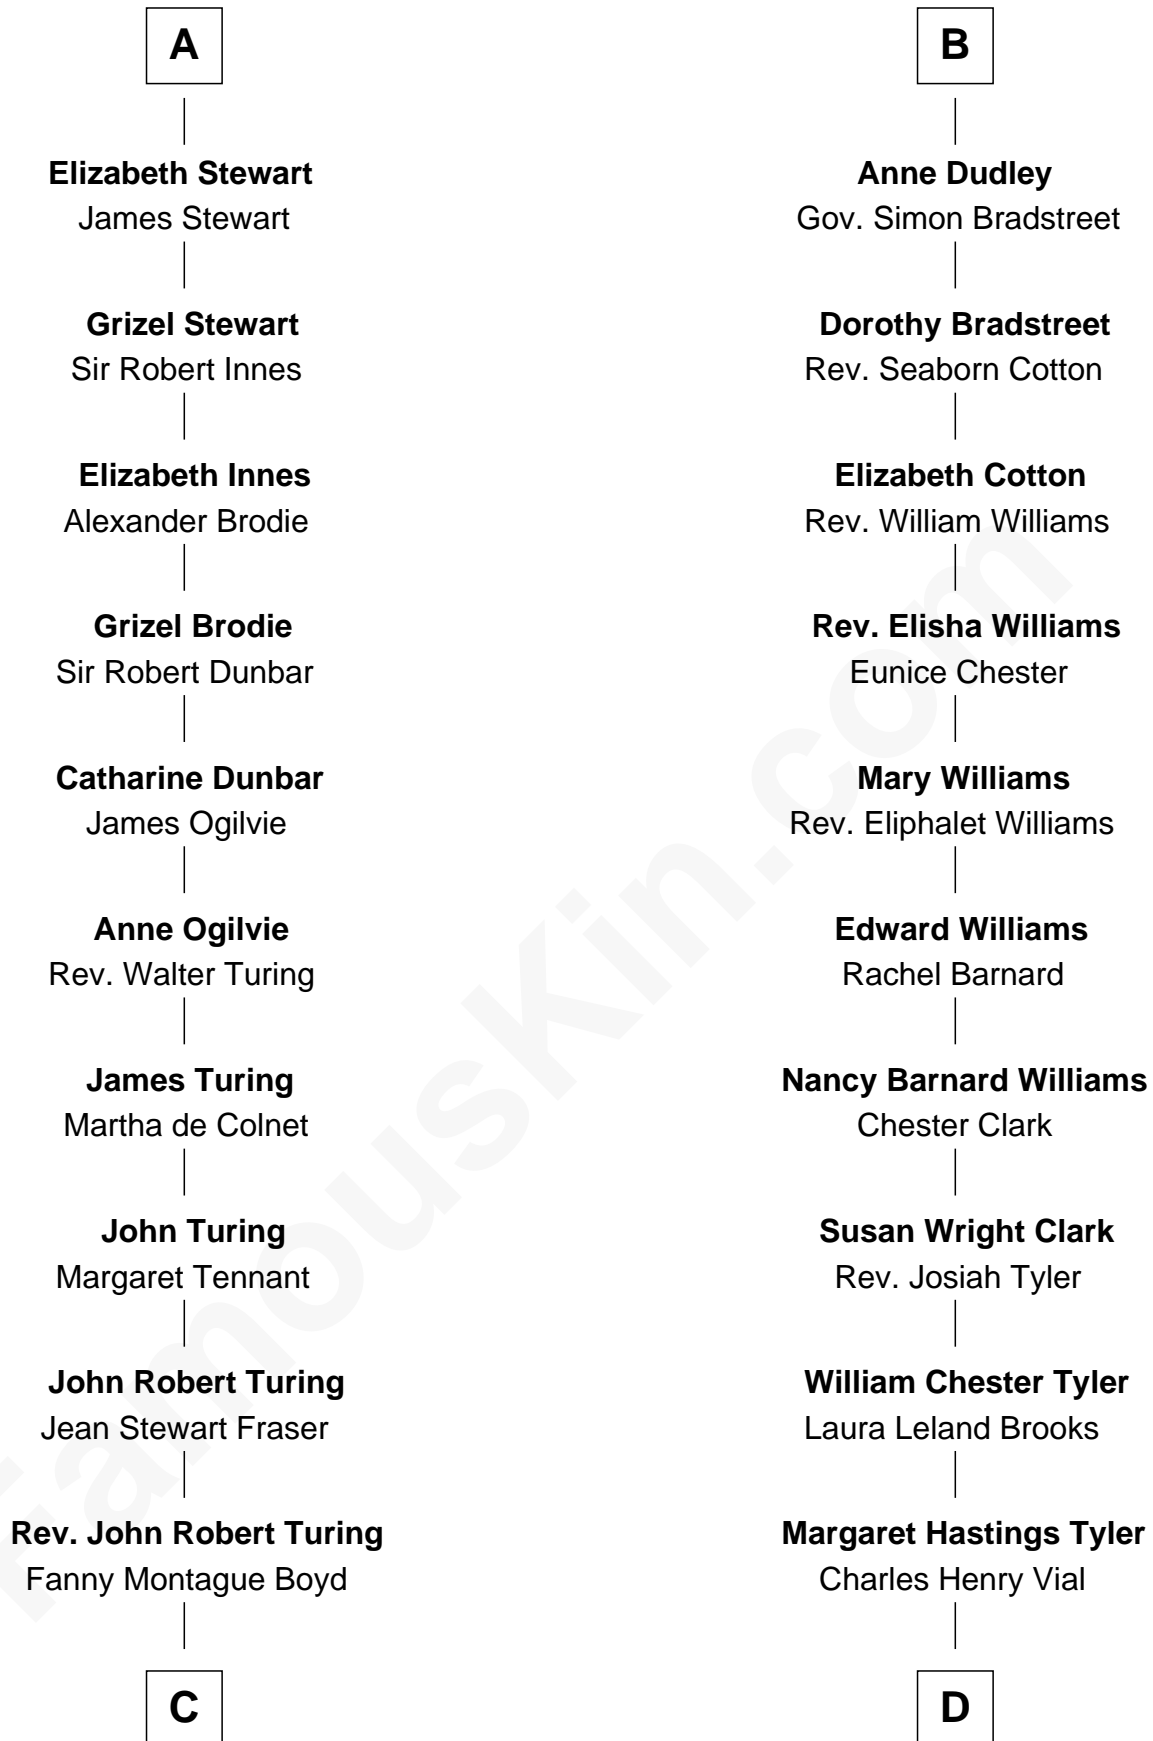 A
Elizabeth Stewart
James Stewart
Grizel Stewart
Sir Robert Innes
Elizabeth Innes
Alexander Brodie
Grizel Brodie
Sir Robert Dunbar
Catharine Dunbar
James Ogilvie
Anne Ogilvie
Rev. Walter Turing
James Turing
Martha de Colnet
John Turing
Margaret Tennant
John Robert Turing
Jean Stewart Fraser
Rev. John Robert Turing
Fanny Montague Boyd
C
B
Anne Dudley
Gov. Simon Bradstreet
Dorothy Bradstreet
Rev. Seaborn Cotton
Elizabeth Cotton
Rev. William Williams
Rev. Elisha Williams
Eunice Chester
Mary Williams
Rev. Eliphalet Williams
Edward Williams
Rachel Barnard
Nancy Barnard Williams
Chester Clark
Susan Wright Clark
Rev. Josiah Tyler
William Chester Tyler
Laura Leland Brooks
Margaret Hastings Tyler
Charles Henry Vial
D
FamousKin.com